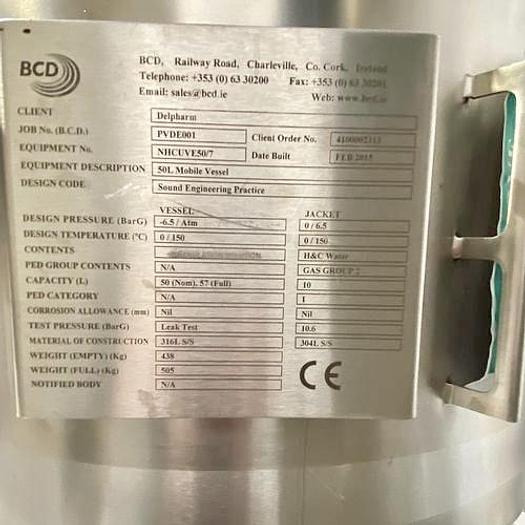 BCD
BCD, Railway Road, Charleville, Co. Cork, Ireland
Telephone: +353 (0) 63 30200 Fax: +353 (0) 63 30201
Email: sales@bcd.ie Web: www.bcd.ie
CLIENT Delpharm
JOB No. (B.C.D.) PVDE001 Client Order No.
EQUIPMENT No. NHCUVE50/7 Date Built FEB 2015
EQUIPMENT DESCRIPTION 50L Mobile Vessel
DESIGN CODE Sound Engineering Practice
VESSEL JACKET
DESIGN PRESSURE (BarG) -6.5 / Atm 0 / 6.5
DESIGN TEMPERATURE (°C) 0 / 150 0 / 150
CONTENTS H&C Water
PED GROUP CONTENTS N/A GAS GROUP 2
CAPACITY (L) 50 (Nom), 57 (Full) 10
PED CATEGORY N/A I
CORROSION ALLOWANCE (mm) Nil Nil
TEST PRESSURE (BarG) Leak Test 10.6
MATERIAL OF CONSTRUCTION 316L S/S 304L S/S
WEIGHT (EMPTY) (Kg) 438
WEIGHT (FULL) (Kg) 505
NOTIFIED BODY N/A
CE